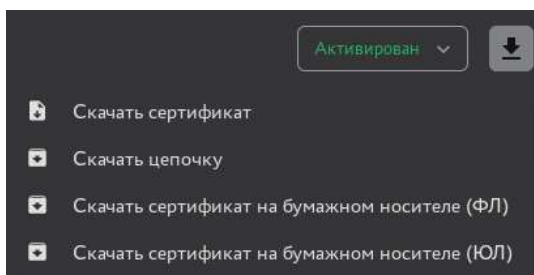 Активирован
Скачать сертификат
Скачать цепочку
Скачать сертификат на бумажном носителе (ФЛ)
Скачать сертификат на бумажном носителе (ЮЛ)